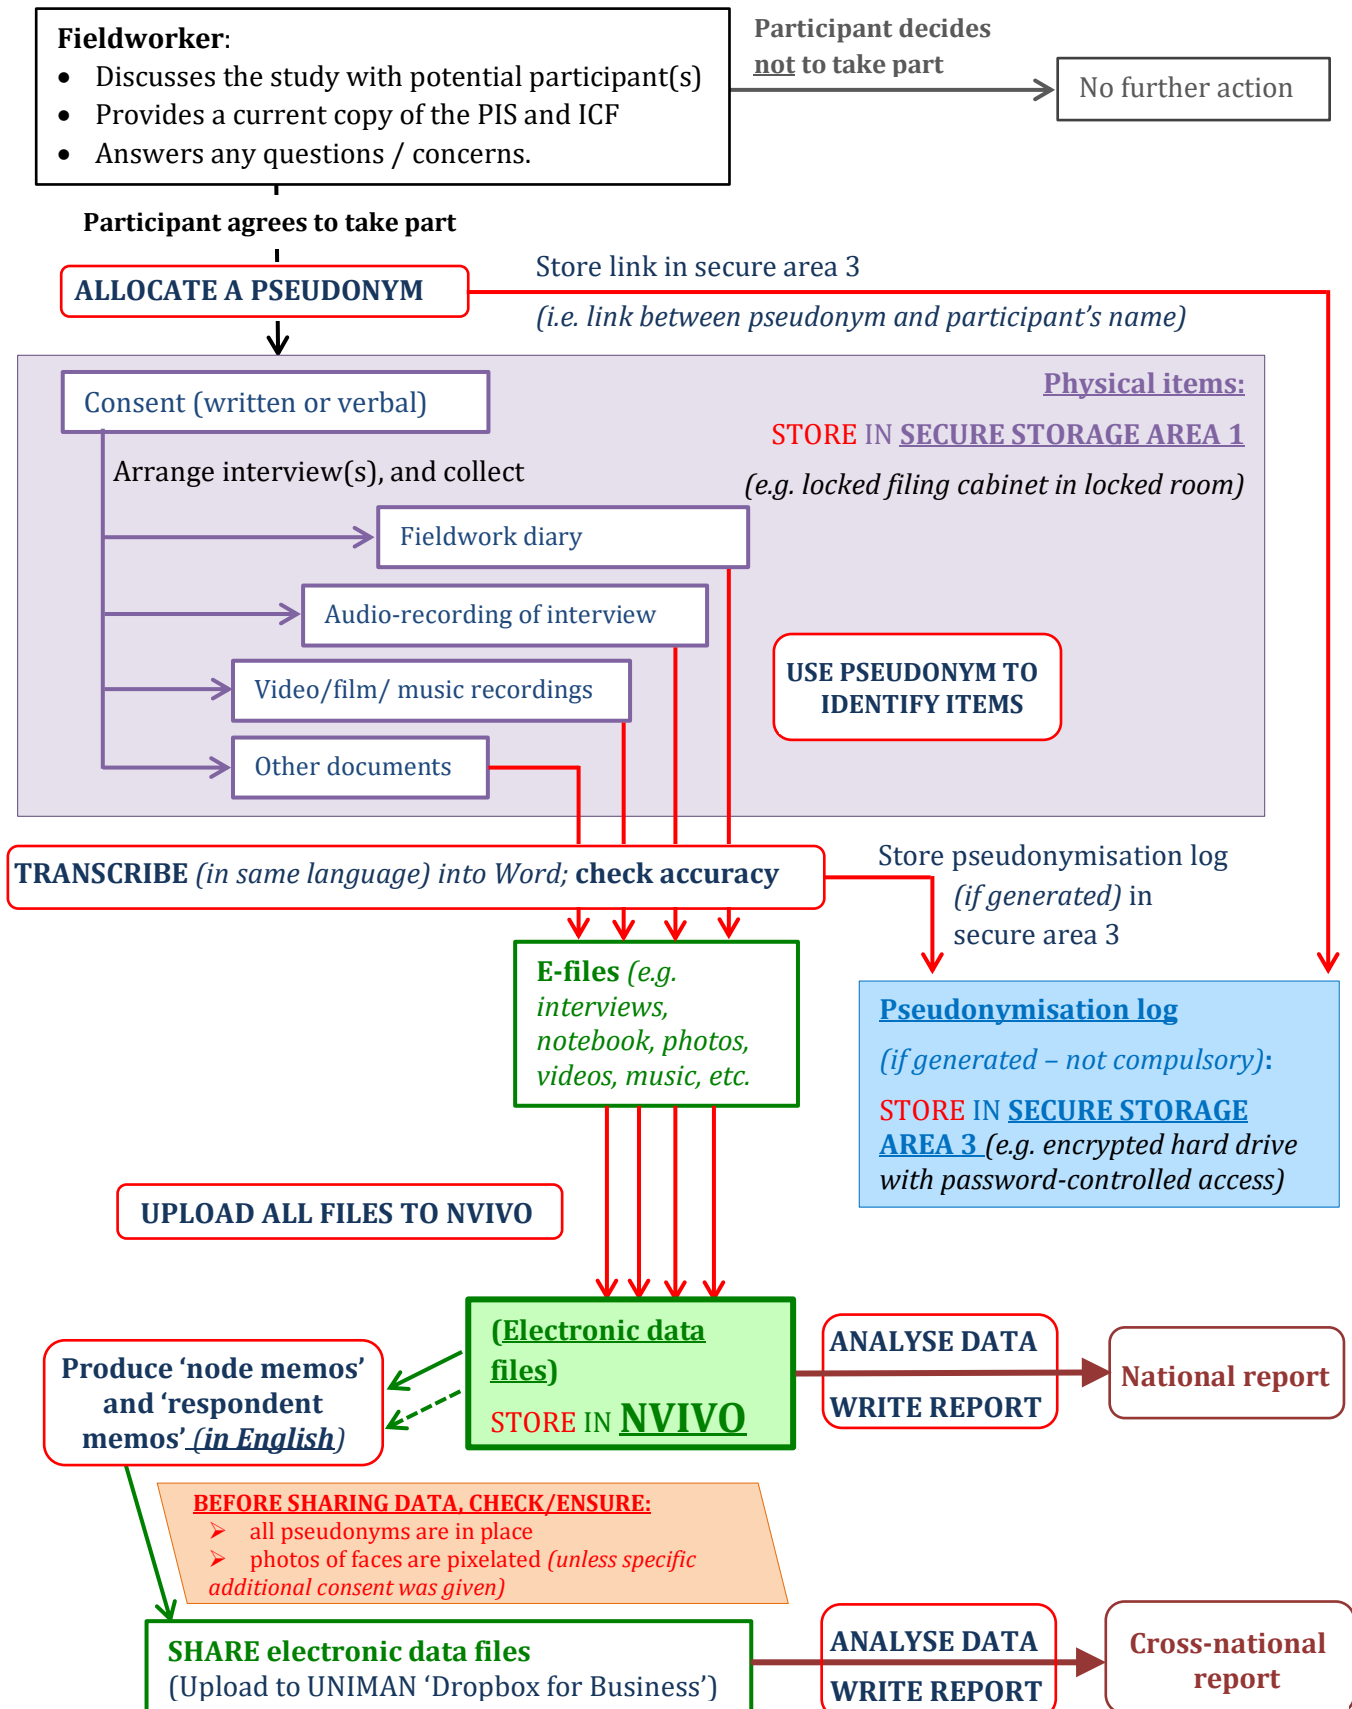 Fieldworker:
• Discusses the study with potential participant(s)
• Provides a current copy of the PIS and ICF
• Answers any questions / concerns.
Participant decides
not to take part
No further action
Participant agrees to take part
ALLOCATE A PSEUDONYM
Store link in secure area 3
(i.e. link between pseudonym and participant’s name)
Physical items:
STORE IN SECURE STORAGE AREA 1
(e.g. locked filing cabinet in locked room)
Consent (written or verbal)
Arrange interview(s), and collect
Fieldwork diary
Audio-recording of interview
Video/film/ music recordings
Other documents
USE PSEUDONYM TO
IDENTIFY ITEMS
TRANSCRIBE (in same language) into Word; check accuracy
Store pseudonymisation log
(if generated) in
secure area 3
E-files (e.g.
interviews,
notebook, photos,
videos, music, etc.
Pseudonymisation log
(if generated – not compulsory):
STORE IN SECURE STORAGE
AREA 3 (e.g. encrypted hard drive
with password-controlled access)
UPLOAD ALL FILES TO NVIVO
(Electronic data
files)
STORE IN NVIVO
ANALYSE DATA
WRITE REPORT
National report
Produce ‘node memos’
and ‘respondent
memos’ (in English)
BEFORE SHARING DATA, CHECK/ENSURE:
➢ all pseudonyms are in place
➢ photos of faces are pixelated (unless specific
additional consent was given)
SHARE electronic data files
(Upload to UNIMAN ‘Dropbox for Business’)
ANALYSE DATA
WRITE REPORT
Cross-national
report